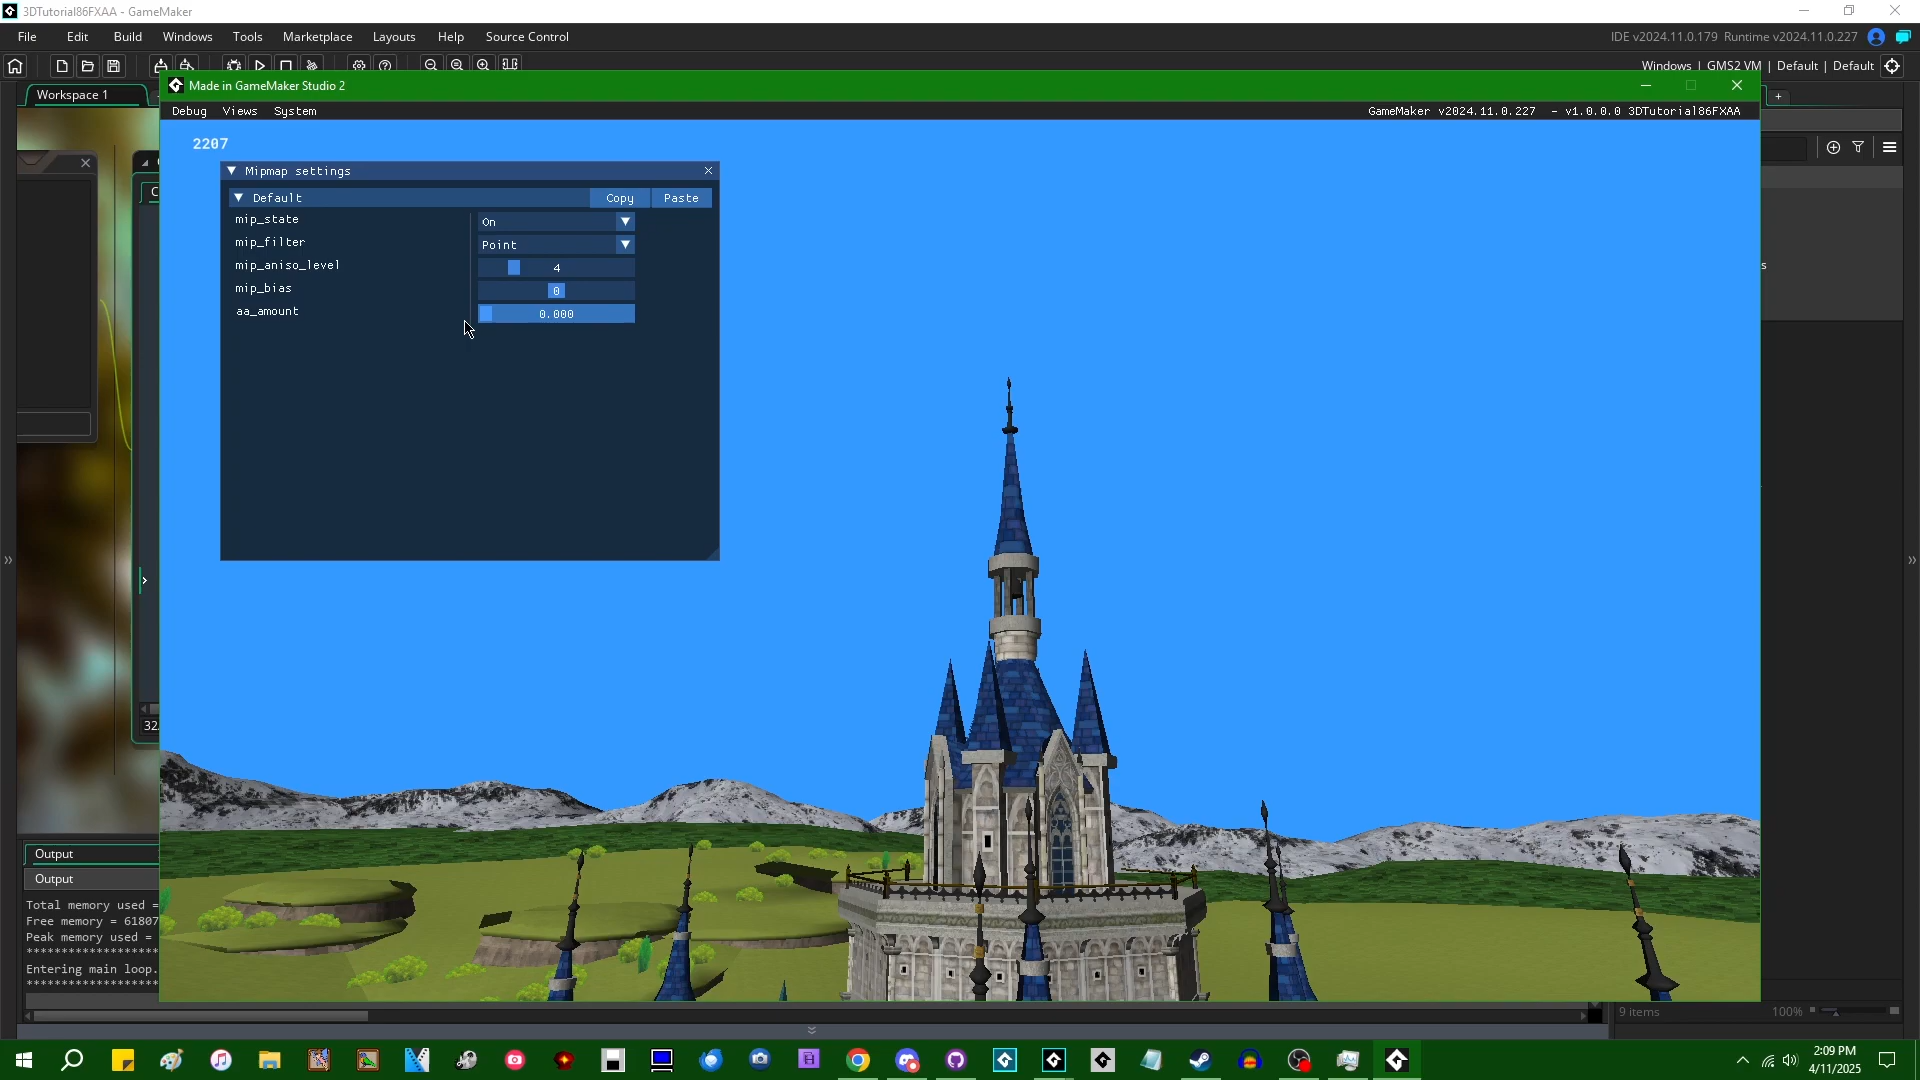 3DTutorial86FXAA - GameMaker
File Edit Build Windows Tools Marketplace Layouts Help Source Control
IDE v2024.11.0.179 Runtime v2024.11.0.227
Windows | GMS2 VM | Default | Default
Workspace 1
Made in GameMaker Studio 2
Debug Views System
GameMaker v2024.11.0.227 - v1.0.0.0 3DTutorial86FXAA
2207
Mipmap settings
Default Copy Paste
mip_state On
mip_filter Point
mip_aniso_level 4
mip_bias 0
aa_amount 0.000
C
s
32
Output
Output
Total memory used =
Free memory = 61807
Peak memory used =
*******************
Entering main loop.
*******************
9 items 100%
2:09 PM
4/11/2025